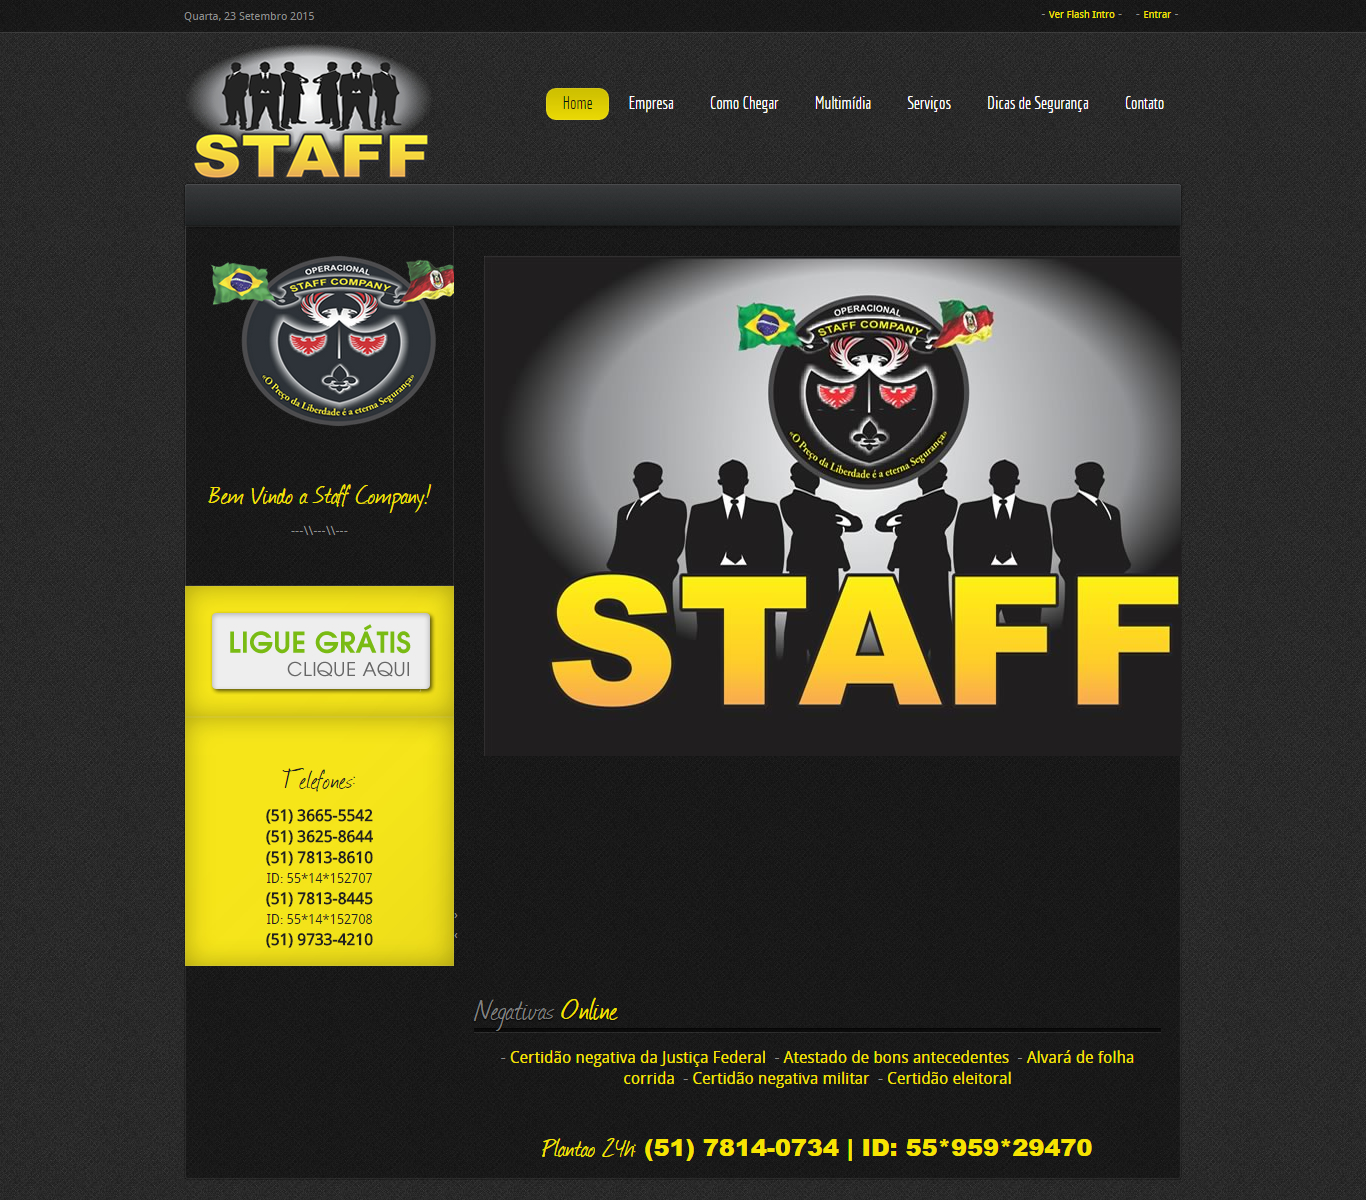 Quarta, 23 Setembro 2015
- Ver Flash Intro -
- Entrar -
STAFF
Home
Empresa
Como Chegar
Multimídia
Serviços
Dicas de Segurança
Contato
OPERACIONAL
STAFF COMPANY
«O Preço da Liberdade é a eterna Segurança»
Bem Vindo a Staff Company!
---\\---\\---
LIGUE GRÁTIS
CLIQUE AQUI
Telefones:
(51) 3665-5542
(51) 3625-8644
(51) 7813-8610
ID: 55*14*152707
(51) 7813-8445
ID: 55*14*152708
(51) 9733-4210
›
‹
OPERACIONAL
STAFF COMPANY
«O Preço da Liberdade é a eterna Segurança»
STAFF
Negativas Online
- Certidão negativa da Justiça Federal - Atestado de bons antecedentes - Alvará de folha
corrida - Certidão negativa militar - Certidão eleitoral
Plantao 24h: (51) 7814-0734 | ID: 55*959*29470